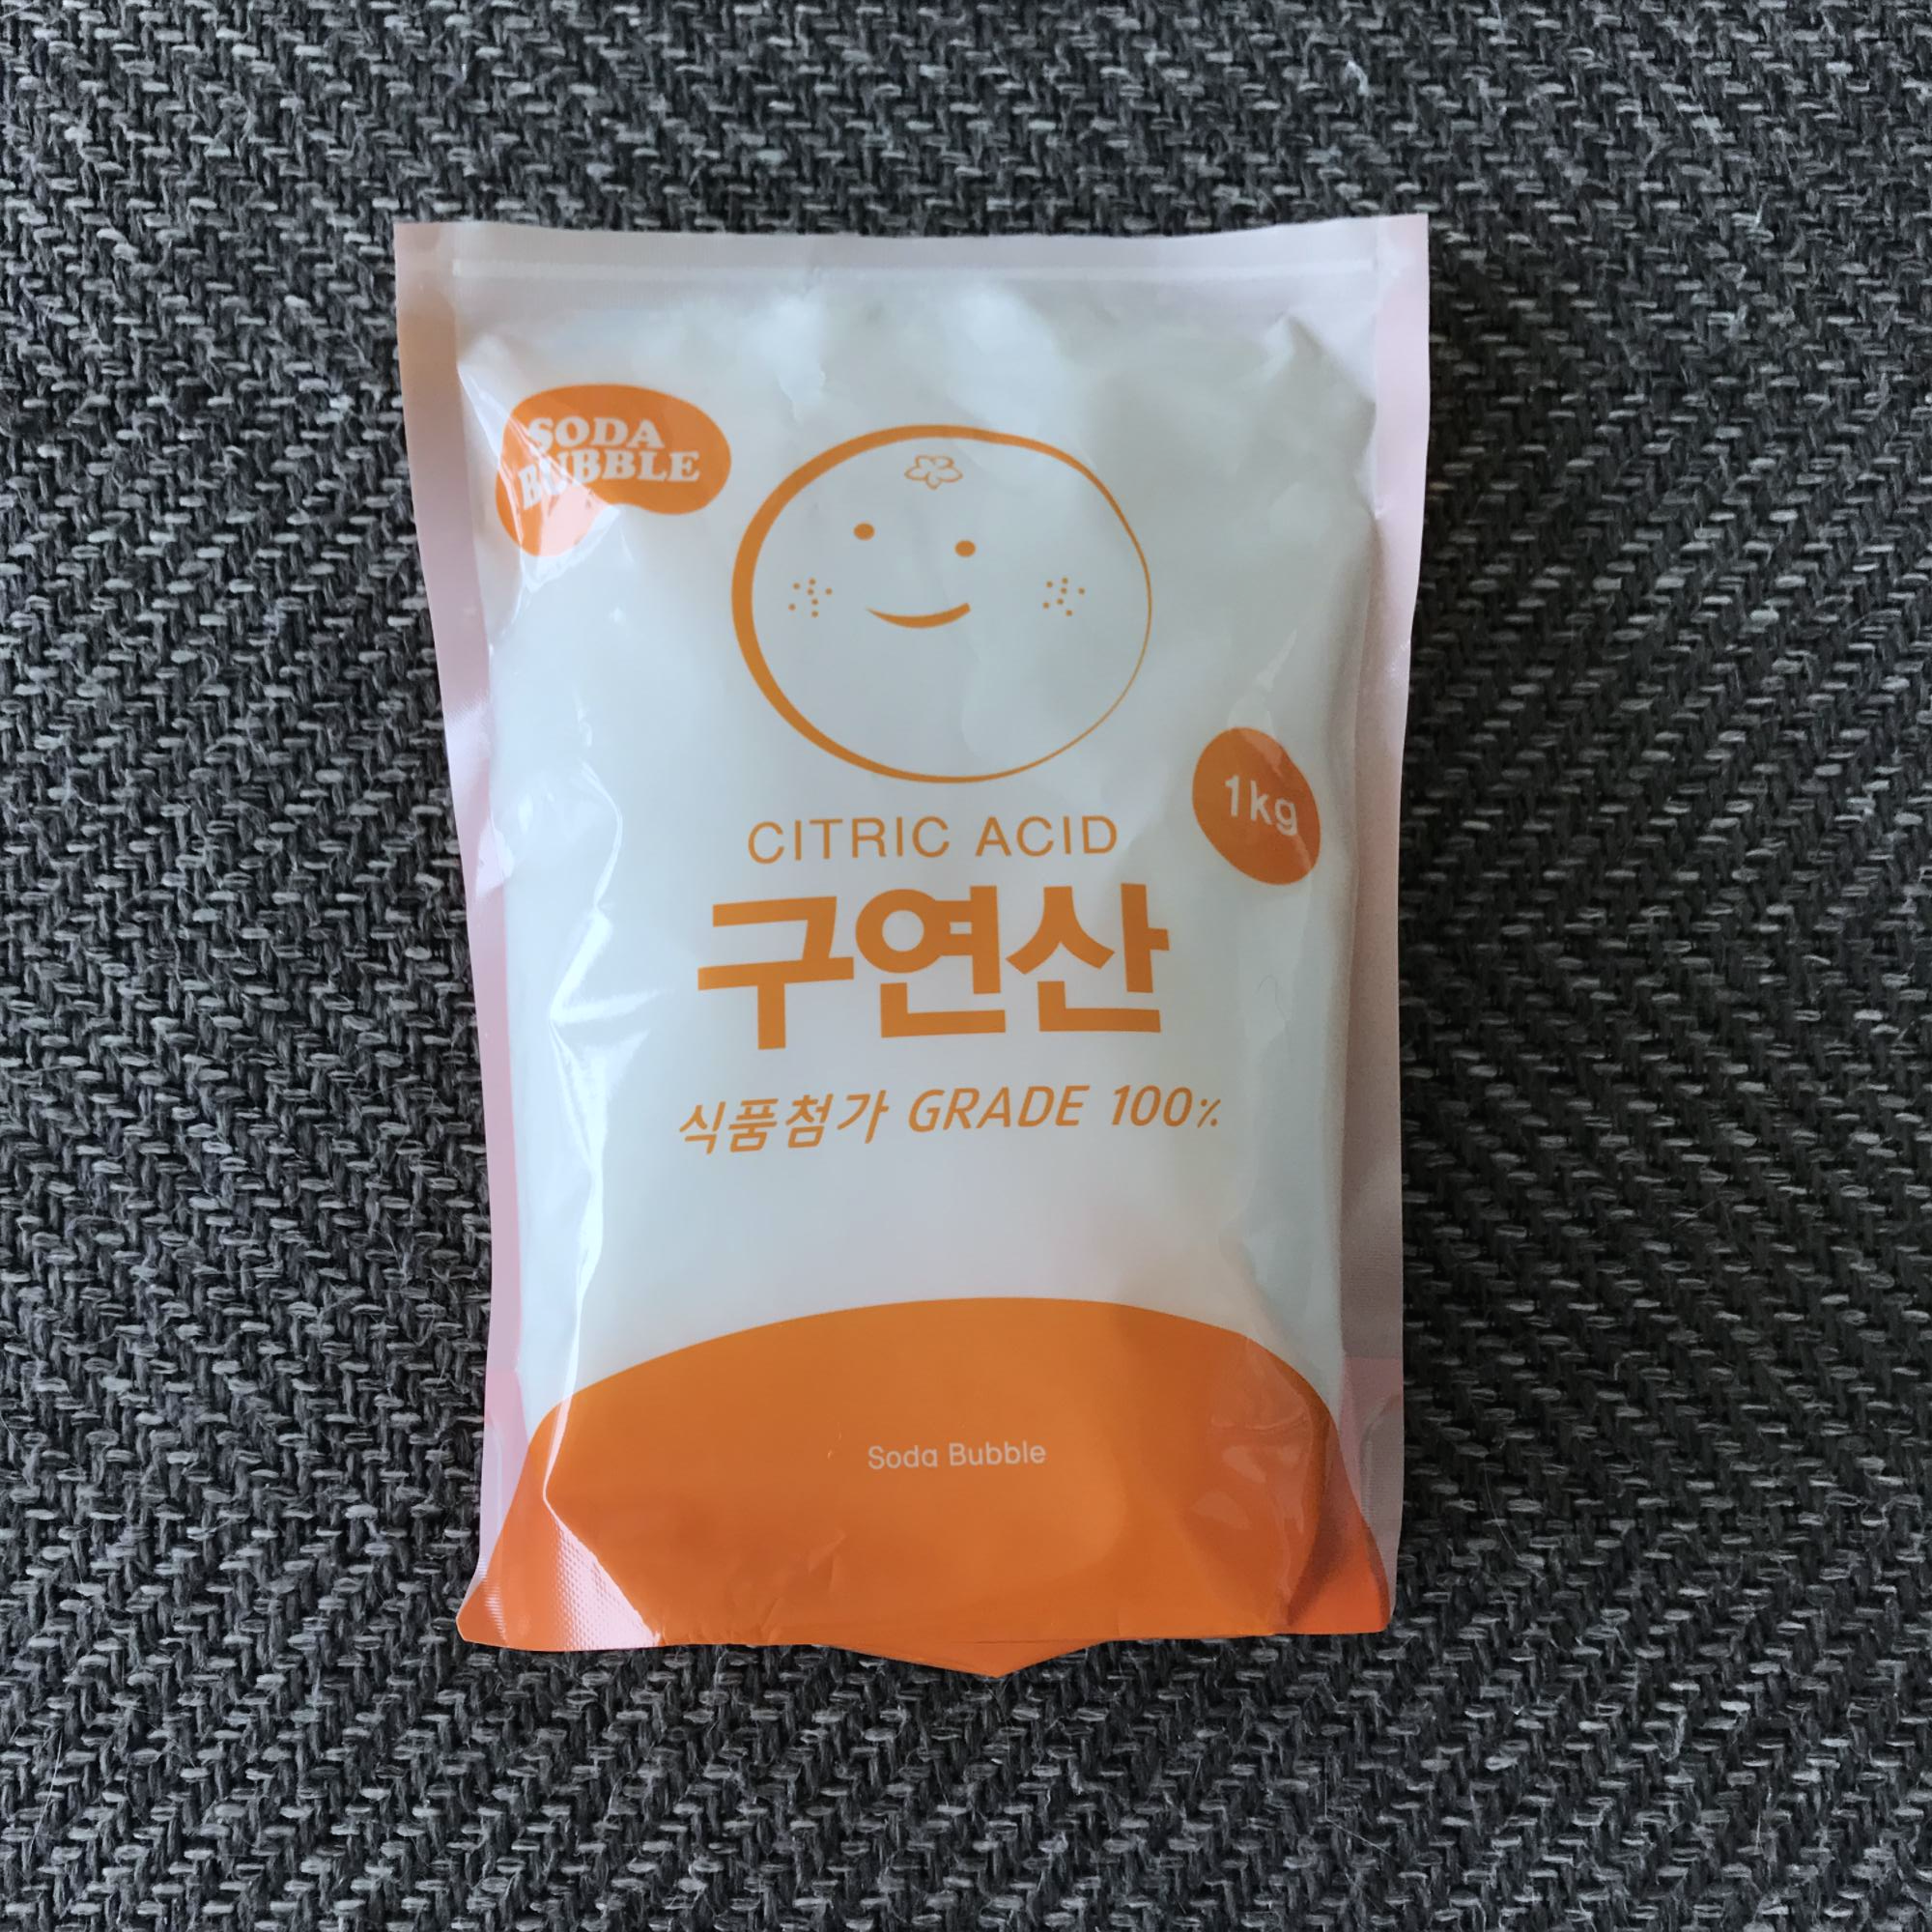 SODA
BUBBLE
1kg
CITRIC ACID
구연산
식품첨가 GRADE 100%
Soda Bubble